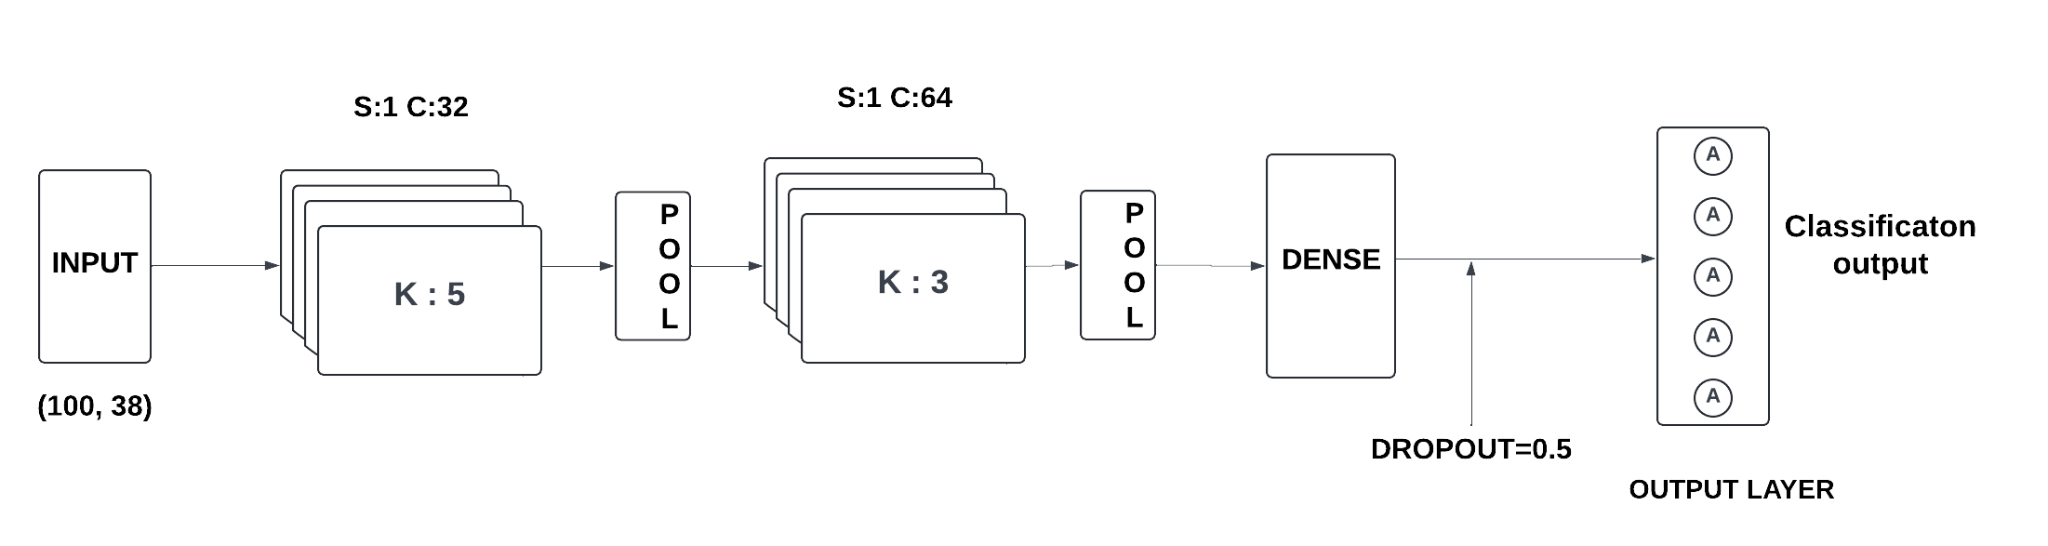 S:1 C:32
S:1 C:64
INPUT
(100, 38)
K : 5
P
O
O
L
K : 3
P
O
O
L
DENSE
DROPOUT=0.5
A
A
A
A
A
Classificaton
output
OUTPUT LAYER